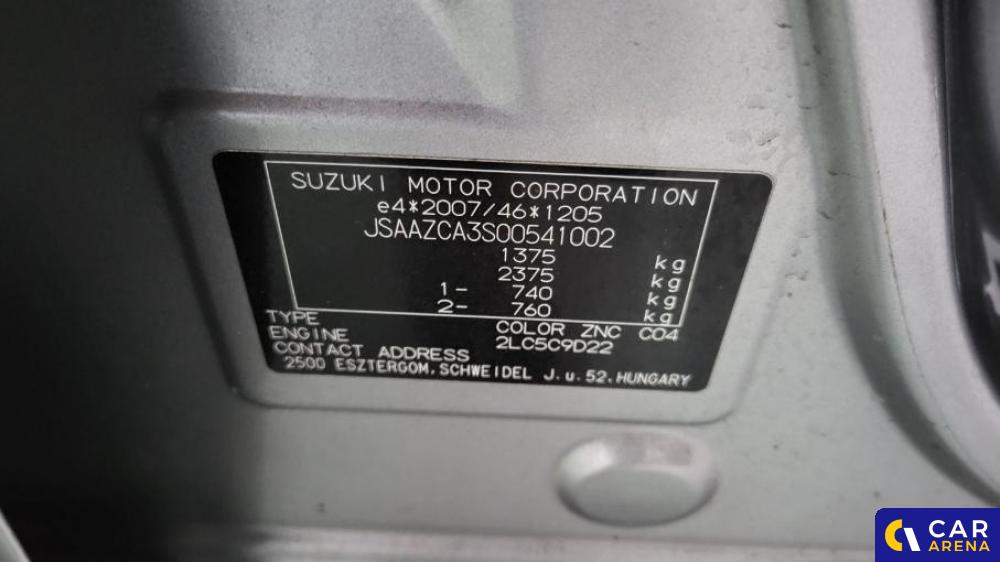 SUZUKI MOTOR CORPORATION
e4*2007/46*1205
JSAAZCA3S00541002
1375 kg
2375 kg
1- 740 kg
2- 760 kg
TYPE COLOR ZNC C04
ENGINE 2LC5C9D22
CONTACT ADDRESS
2500 ESZTERGOM, SCHWEIDEL J. u. 52. HUNGARY
CAR
ARENA